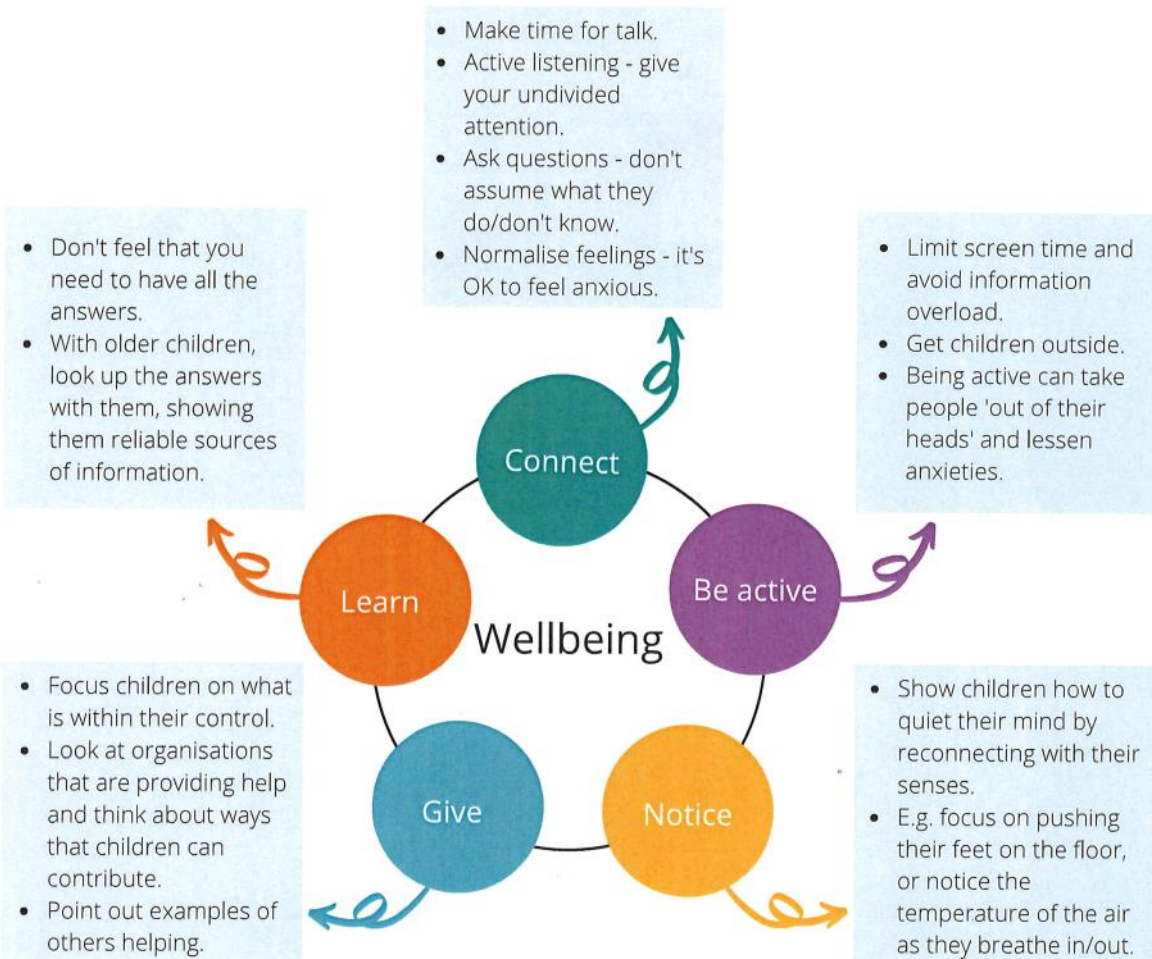 • Make time for talk.
• Active listening - give
your undivided
attention.
• Ask questions - don't
assume what they
do/don't know.
• Normalise feelings - it's
OK to feel anxious.
• Don't feel that you
need to have all the
answers.
• With older children,
look up the answers
with them, showing
them reliable sources
of information.
• Limit screen time and
avoid information
overload.
• Get children outside.
• Being active can take
people 'out of their
heads' and lessen
anxieties.
Connect
Learn
Be active
Wellbeing
Give
Notice
• Focus children on what
is within their control.
• Look at organisations
that are providing help
and think about ways
that children can
contribute.
• Point out examples of
others helping.
• Show children how to
quiet their mind by
reconnecting with their
senses.
• E.g. focus on pushing
their feet on the floor,
or notice the
temperature of the air
as they breathe in/out.